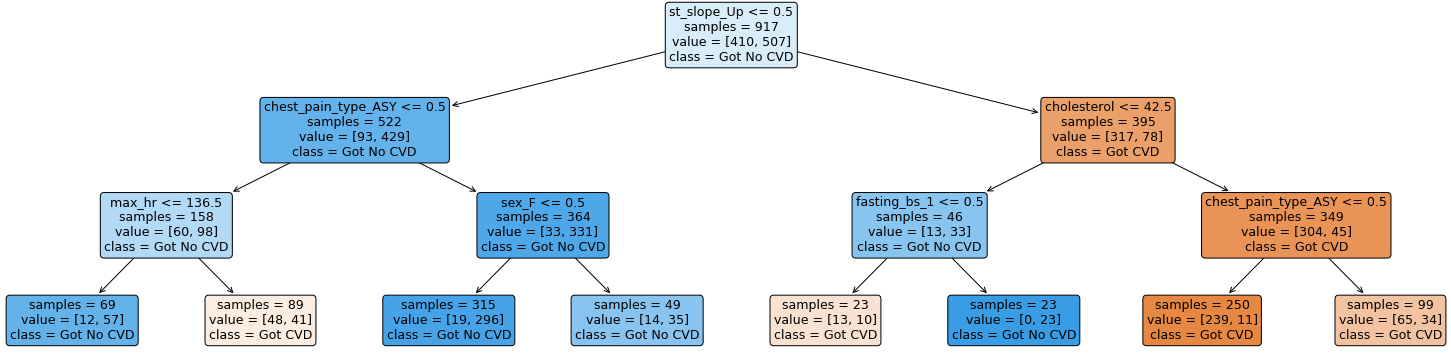 st_slope_Up <= 0.5
samples = 917
value = [410, 507]
class = Got No CVD
chest_pain_type_ASY <= 0.5
samples = 522
value = [93, 429]
class = Got No CVD
cholesterol <= 42.5
samples = 395
value = [317, 78]
class = Got CVD
max_hr <= 136.5
samples = 158
value = [60, 98]
class = Got No CVD
sex_F <= 0.5
samples = 364
value = [33, 331]
class = Got No CVD
fasting_bs_1 <= 0.5
samples = 46
value = [13, 33]
class = Got No CVD
chest_pain_type_ASY <= 0.5
samples = 349
value = [304, 45]
class = Got CVD
samples = 69
value = [12, 57]
class = Got No CVD
samples = 89
value = [48, 41]
class = Got CVD
samples = 315
value = [19, 296]
class = Got No CVD
samples = 49
value = [14, 35]
class = Got No CVD
samples = 23
value = [13, 10]
class = Got CVD
samples = 23
value = [0, 23]
class = Got No CVD
samples = 250
value = [239, 11]
class = Got CVD
samples = 99
value = [65, 34]
class = Got CVD